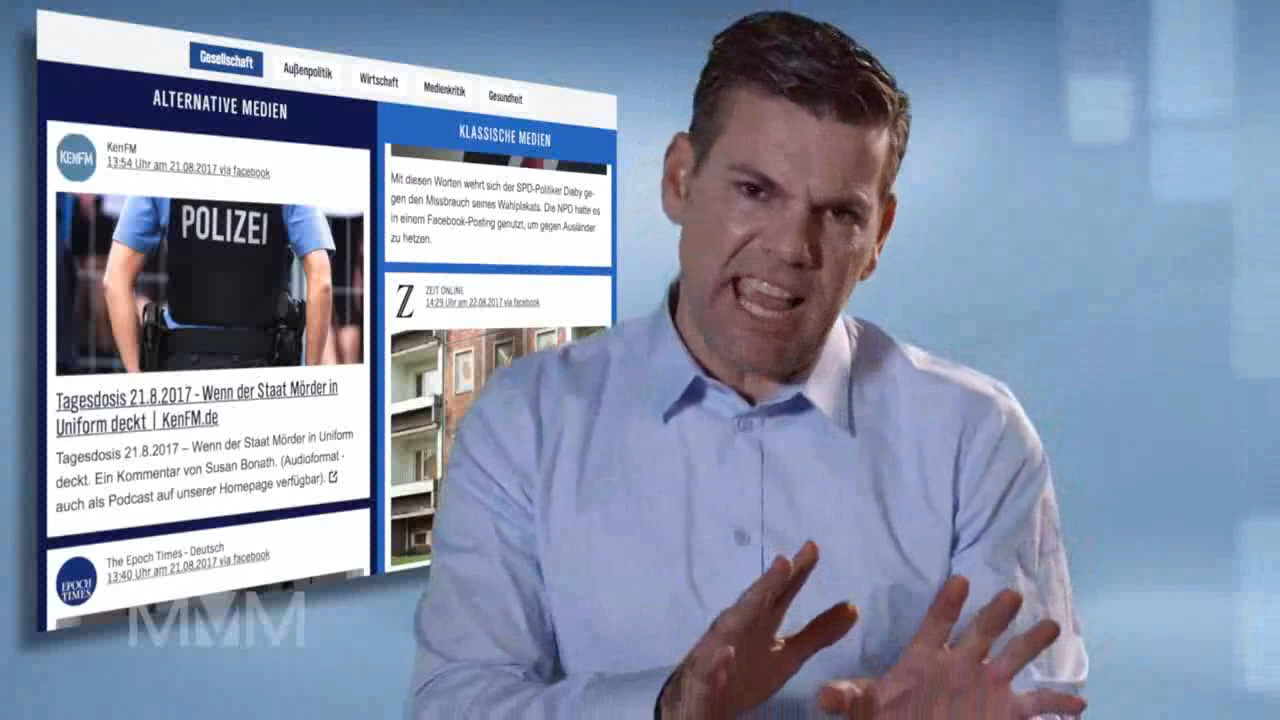 Gesellschaft
Außenpolitik
Wirtschaft
Medienkritik
Gesundheit
ALTERNATIVE MEDIEN
KENFM
KenFM
13:54 Uhr am 21.08.2017 via facebook
POLIZEI
Tagesdosis 21.8.2017 - Wenn der Staat Mörder in
Uniform deckt | KenFM.de
Tagesdosis 21.8.2017 – Wenn der Staat Mörder in Uniform
deckt. Ein Kommentar von Susan Bonath. (Audioformat -
auch als Podcast auf unserer Homepage verfügbar).
EPOCH
TIMES
The Epoch Times - Deutsch
13:40 Uhr am 21.08.2017 via facebook
KLASSISCHE MEDIEN
Mit diesen Worten wehrt sich der SPD-Politiker Diaby ge-
gen den Missbrauch seines Wahlplakats. Die NPD hatte es
in einem Facebook-Posting genutzt, um gegen Ausländer
zu hetzen.
Z
ZEIT ONLINE
14:29 Uhr am 22.08.2017 via facebook
MMM